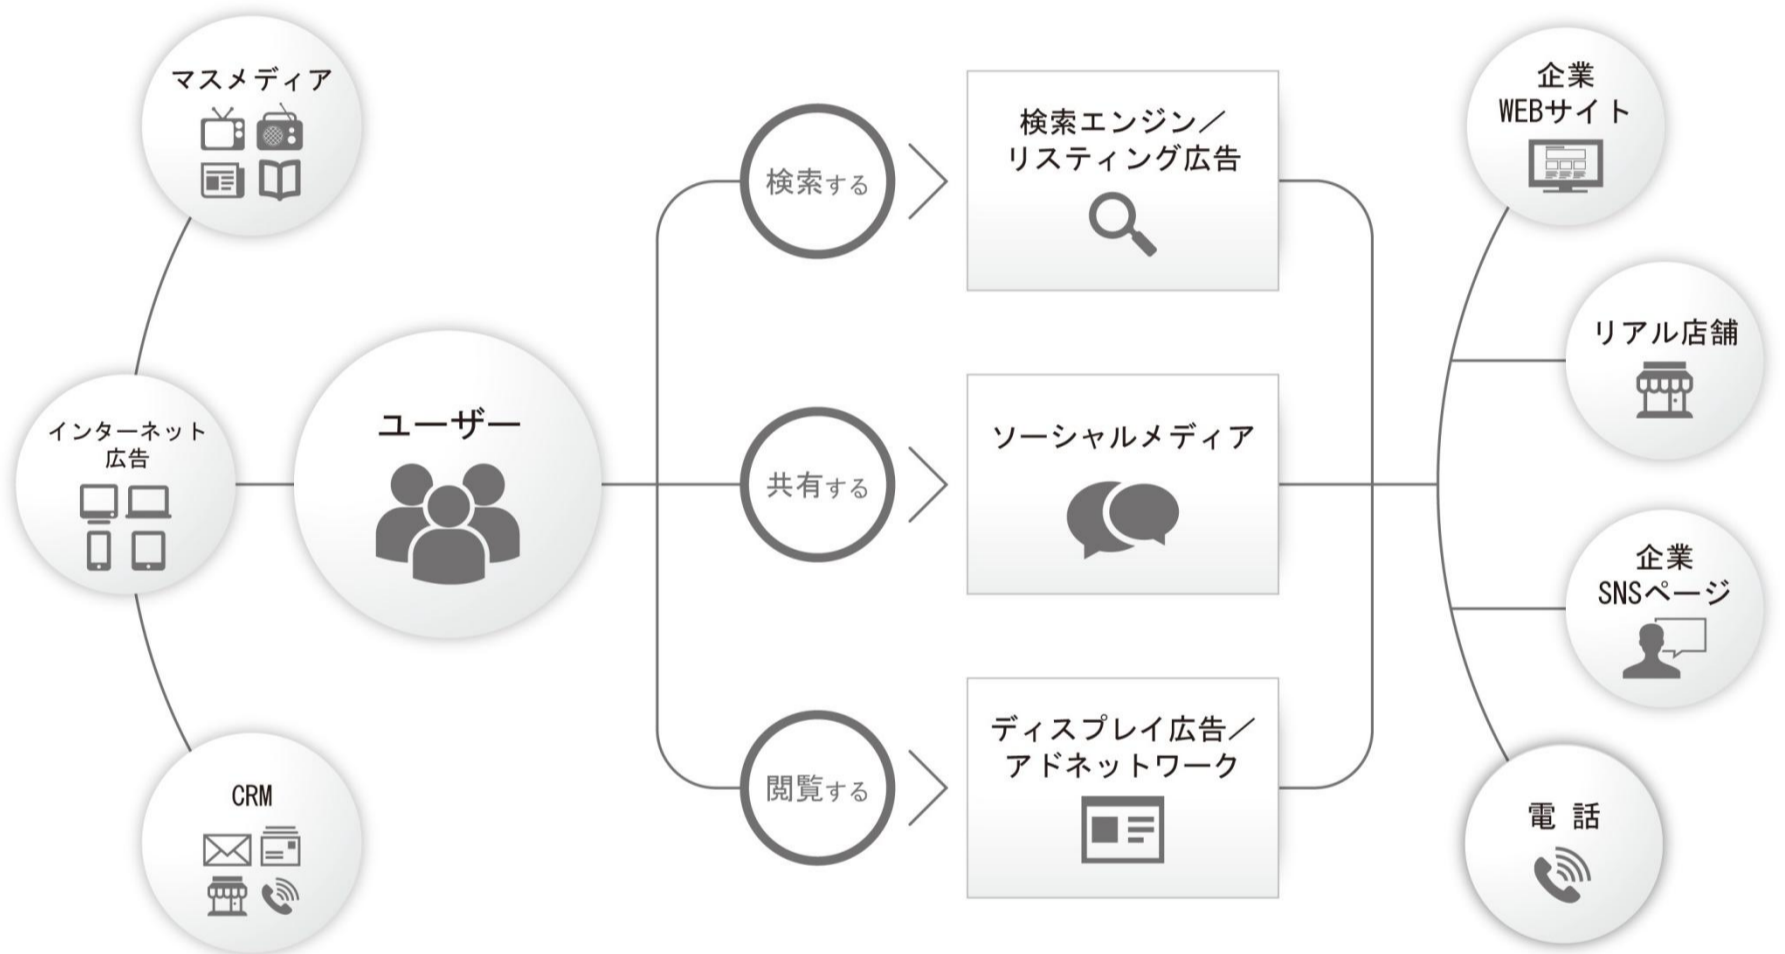 マスメディア
インターネット
広告
CRM
ユーザー
検索する
共有する
閲覧する
検索エンジン／
リスティング広告
ソーシャルメディア
ディスプレイ広告／
アドネットワーク
企業
WEBサイト
リアル店舗
企業
SNSページ
電話